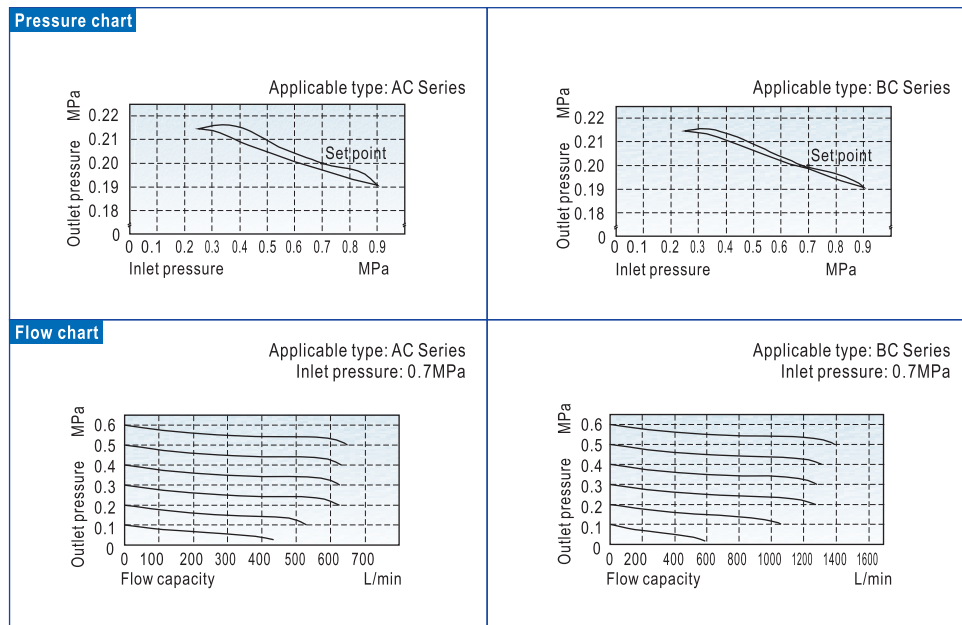 Pressure chart
Applicable type: AC Series
Outlet pressure MPa
0.22
0.21
0.20
0.19
0.18
0
Set point
0 0.1 0.2 0.3 0.4 0.5 0.6 0.7 0.8 0.9
Inlet pressure MPa
Applicable type: BC Series
Outlet pressure MPa
0.22
0.21
0.20
0.19
0.18
0
Set point
0 0.1 0.2 0.3 0.4 0.5 0.6 0.7 0.8 0.9
Inlet pressure MPa
Flow chart
Applicable type: AC Series
Inlet pressure: 0.7MPa
Outlet pressure MPa
0.6
0.5
0.4
0.3
0.2
0.1
0
0 100 200 300 400 500 600 700
Flow capacity L/min
Applicable type: BC Series
Inlet pressure: 0.7MPa
Outlet pressure MPa
0.6
0.5
0.4
0.3
0.2
0.1
0
0 200 400 600 800 1000 1200 1400 1600
Flow capacity L/min